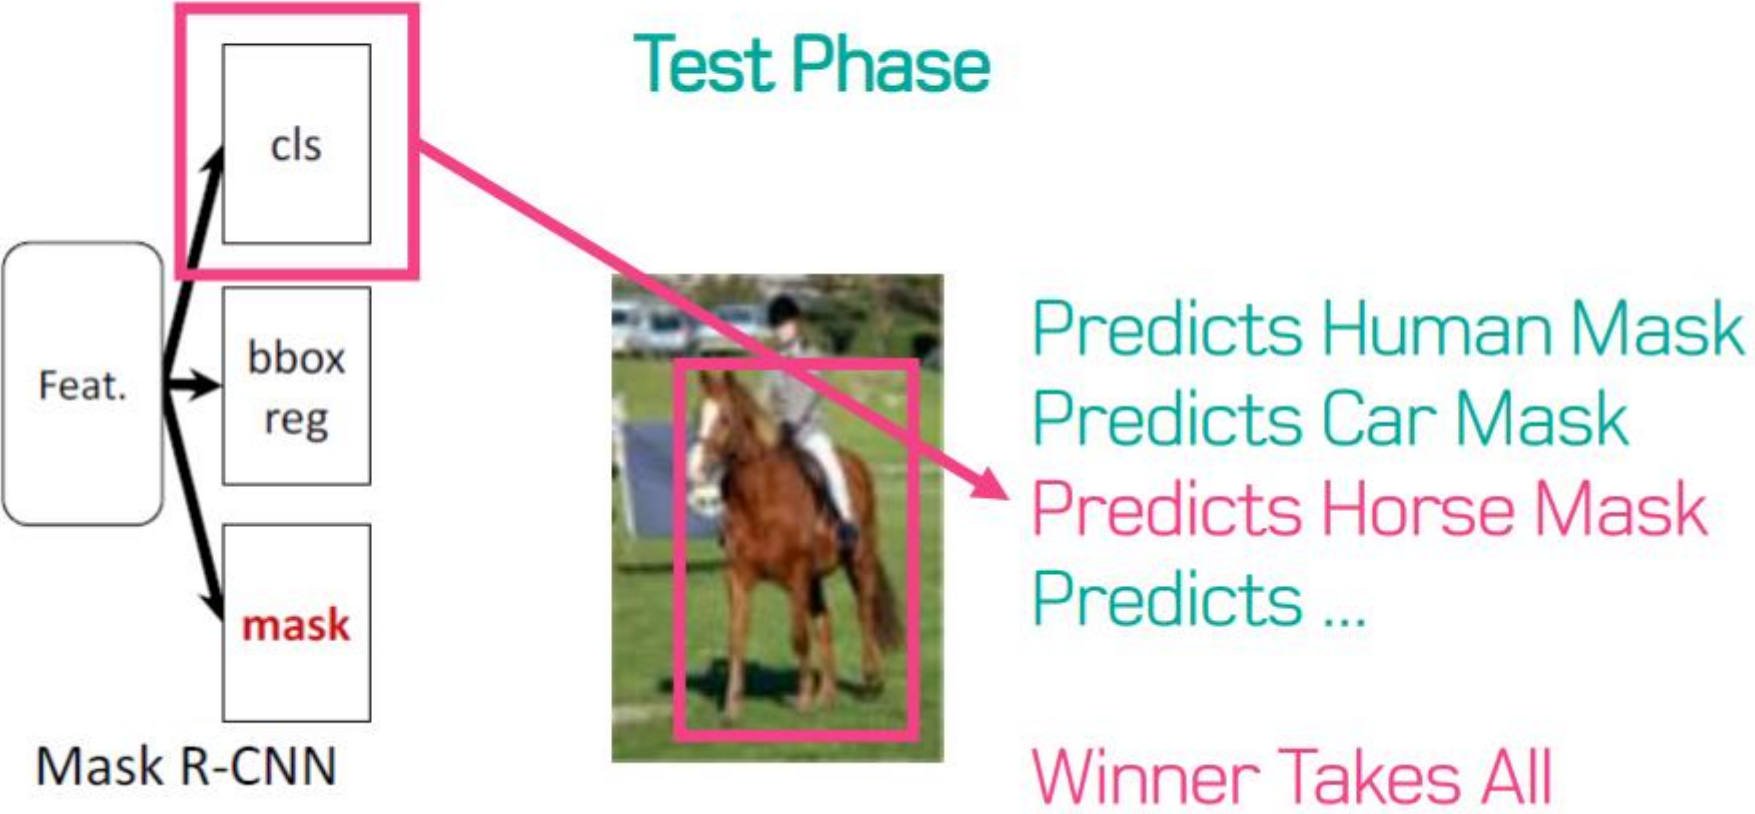 Test Phase
cls
Feat.
bbox
reg
mask
Mask R-CNN
Predicts Human Mask
Predicts Car Mask
Predicts Horse Mask
Predicts ...
Winner Takes All